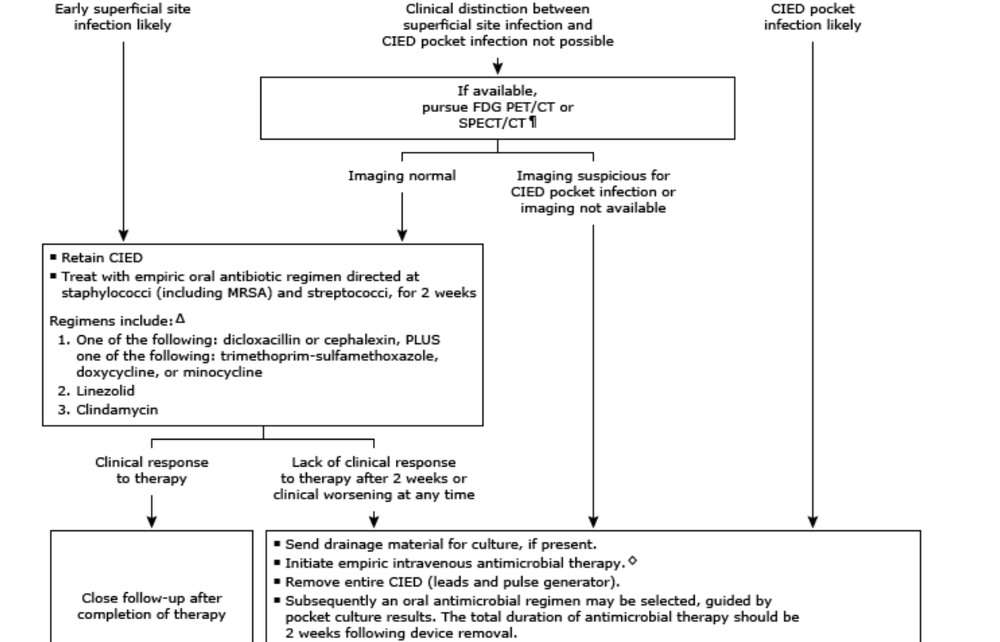 Early superficial site
infection likely
Clinical distinction between
superficial site infection and
CIED pocket infection not possible
CIED pocket
infection likely
If available,
pursue FDG PET/CT or
SPECT/CT ¶
Imaging normal
Imaging suspicious for
CIED pocket infection or
imaging not available
▪ Retain CIED
▪ Treat with empiric oral antibiotic regimen directed at
staphylococci (including MRSA) and streptococci, for 2 weeks
Regimens include: Δ
1. One of the following: dicloxacillin or cephalexin, PLUS
one of the following: trimethoprim-sulfamethoxazole,
doxycycline, or minocycline
2. Linezolid
3. Clindamycin
Clinical response
to therapy
Lack of clinical response
to therapy after 2 weeks or
clinical worsening at any time
Close follow-up after
completion of therapy
▪ Send drainage material for culture, if present.
▪ Initiate empiric intravenous antimicrobial therapy. ◇
▪ Remove entire CIED (leads and pulse generator).
▪ Subsequently an oral antimicrobial regimen may be selected, guided by
pocket culture results. The total duration of antimicrobial therapy should be
2 weeks following device removal.